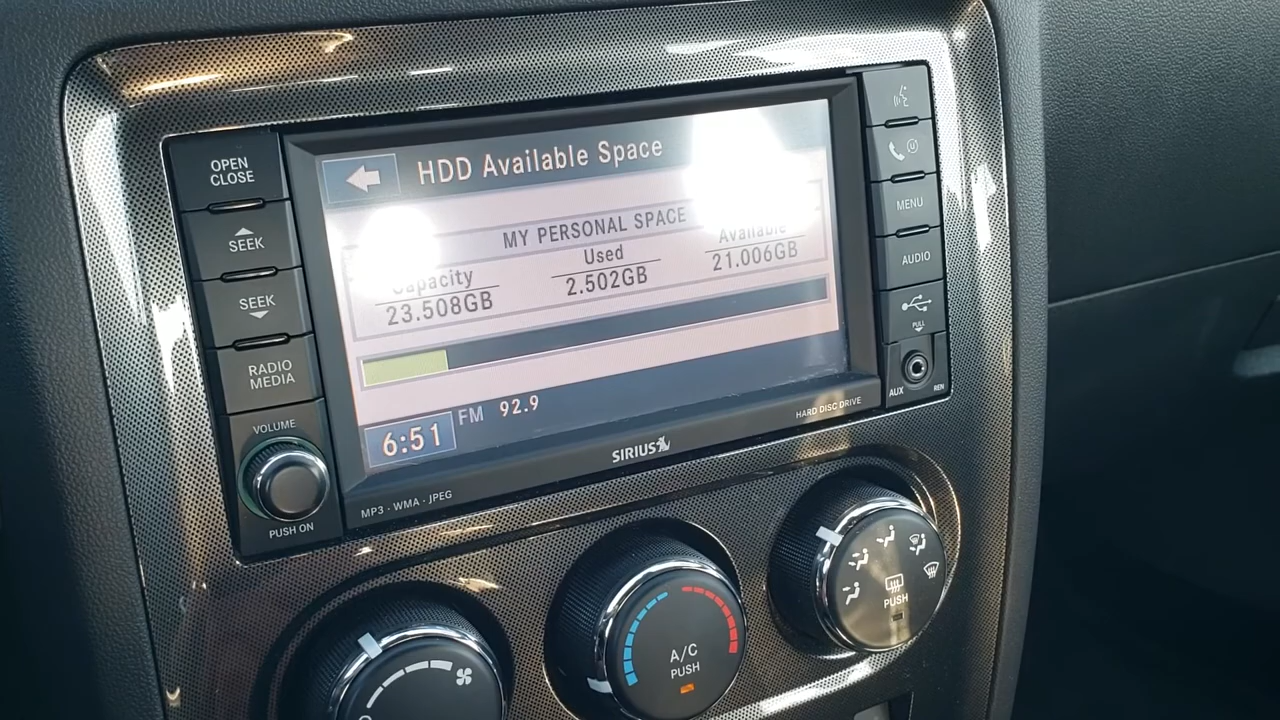 OPEN
CLOSE
SEEK
SEEK
RADIO
MEDIA
VOLUME
PUSH ON
HDD Available Space
MY PERSONAL SPACE
Capacity
Used
Available
23.508GB
2.502GB
21.006GB
6:51
FM 92.9
SIRIUS
HARD DISC DRIVE
MP3 · WMA · JPEG
MENU
AUDIO
PULL
AUX
A/C
PUSH
PUSH